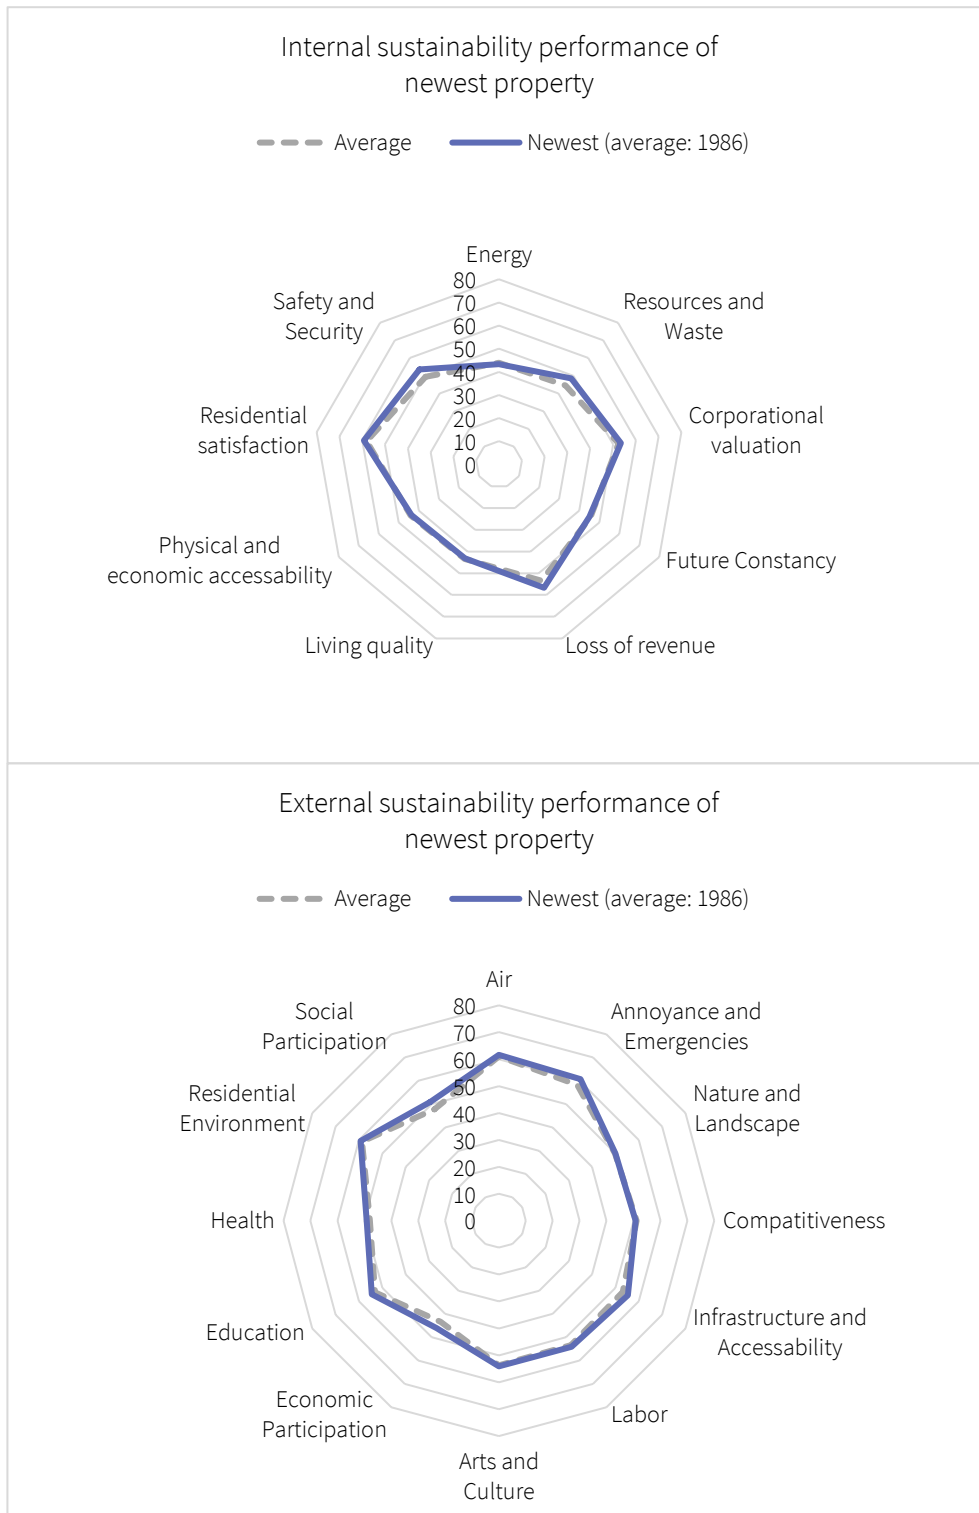 Internal sustainability performance of
newest property
Average
Newest (average: 1986)
Energy
Resources and
Waste
Corporational
valuation
Future Constancy
Loss of revenue
Living quality
Physical and
economic accessability
Residential
satisfaction
Safety and
Security
80
70
60
50
40
30
20
10
0
External sustainability performance of
newest property
Average
Newest (average: 1986)
Air
Annoyance and
Emergencies
Nature and
Landscape
Compatitiveness
Infrastructure and
Accessability
Labor
Arts and
Culture
Economic
Participation
Education
Health
Residential
Environment
Social
Participation
80
70
60
50
40
30
20
10
0